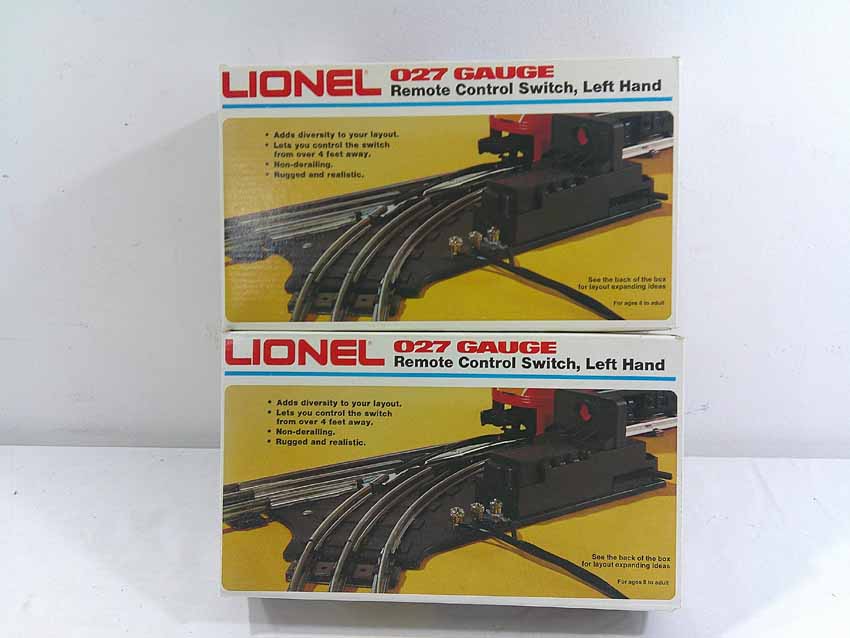 LIONEL 027 GAUGE
Remote Control Switch, Left Hand
• Adds diversity to your layout.
• Lets you control the switch
from over 4 feet away.
• Non-derailing.
• Rugged and realistic.
See the back of the box
for layout expanding ideas
For ages 8 to adult
LIONEL 027 GAUGE
Remote Control Switch, Left Hand
• Adds diversity to your layout.
• Lets you control the switch
from over 4 feet away.
• Non-derailing.
• Rugged and realistic.
See the back of the box
for layout expanding ideas
For ages 8 to adult